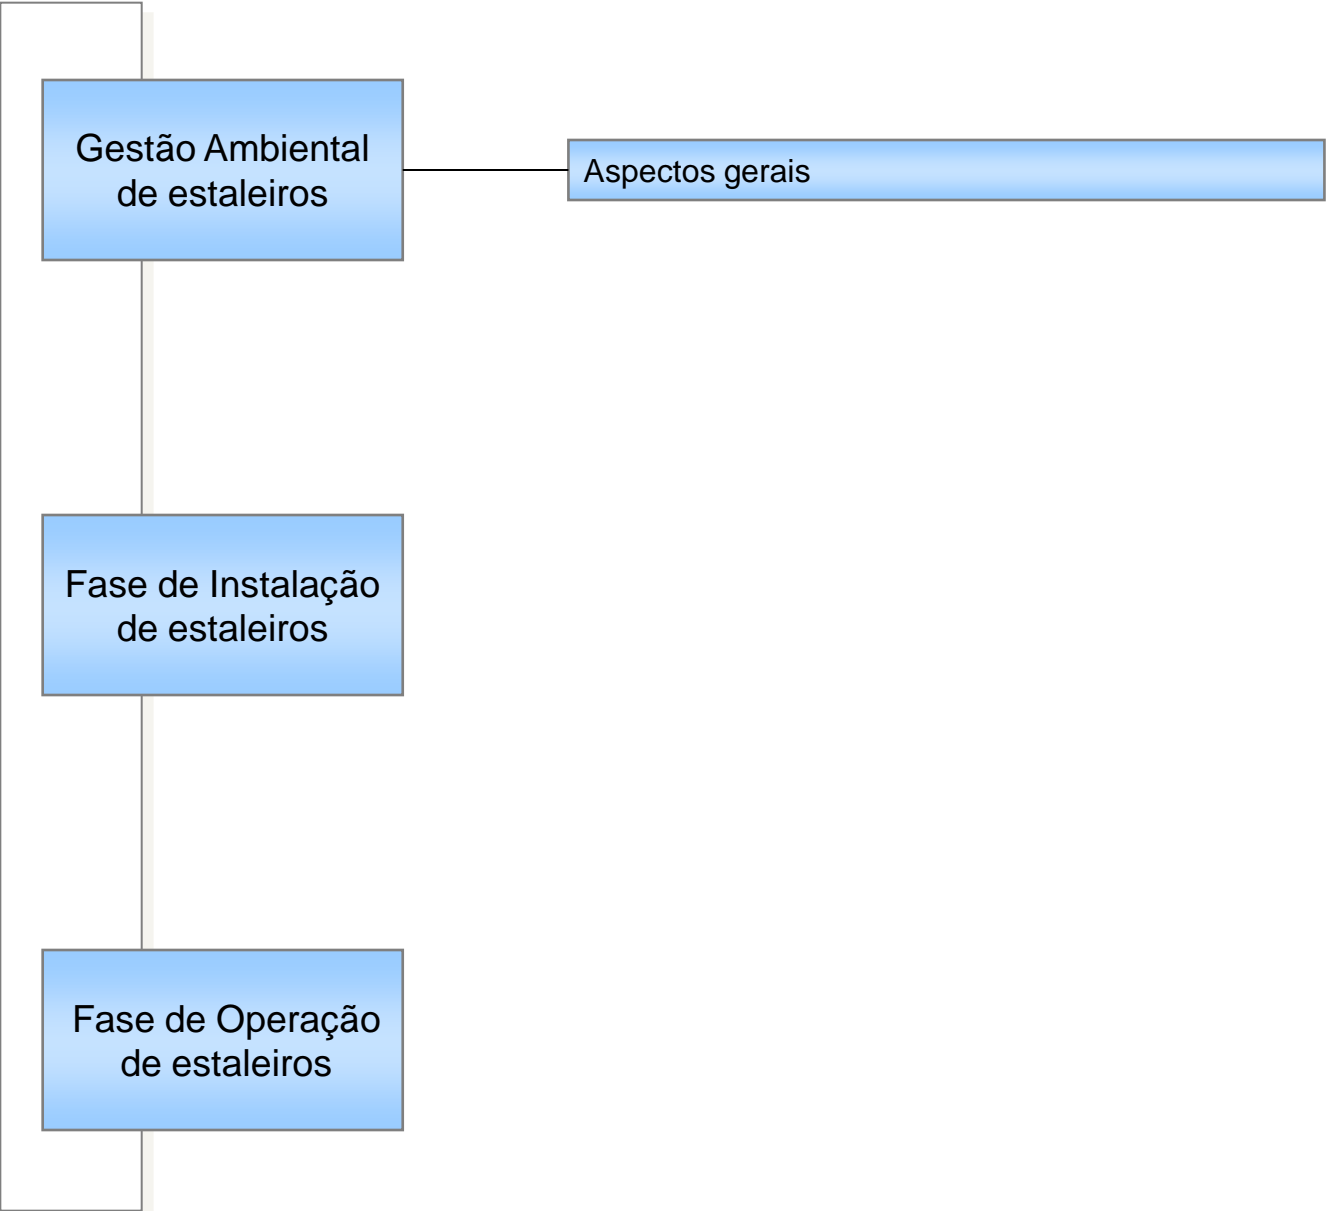 Gestão Ambiental
de estaleiros
Aspectos gerais
Fase de Instalação
de estaleiros
Fase de Operação
de estaleiros